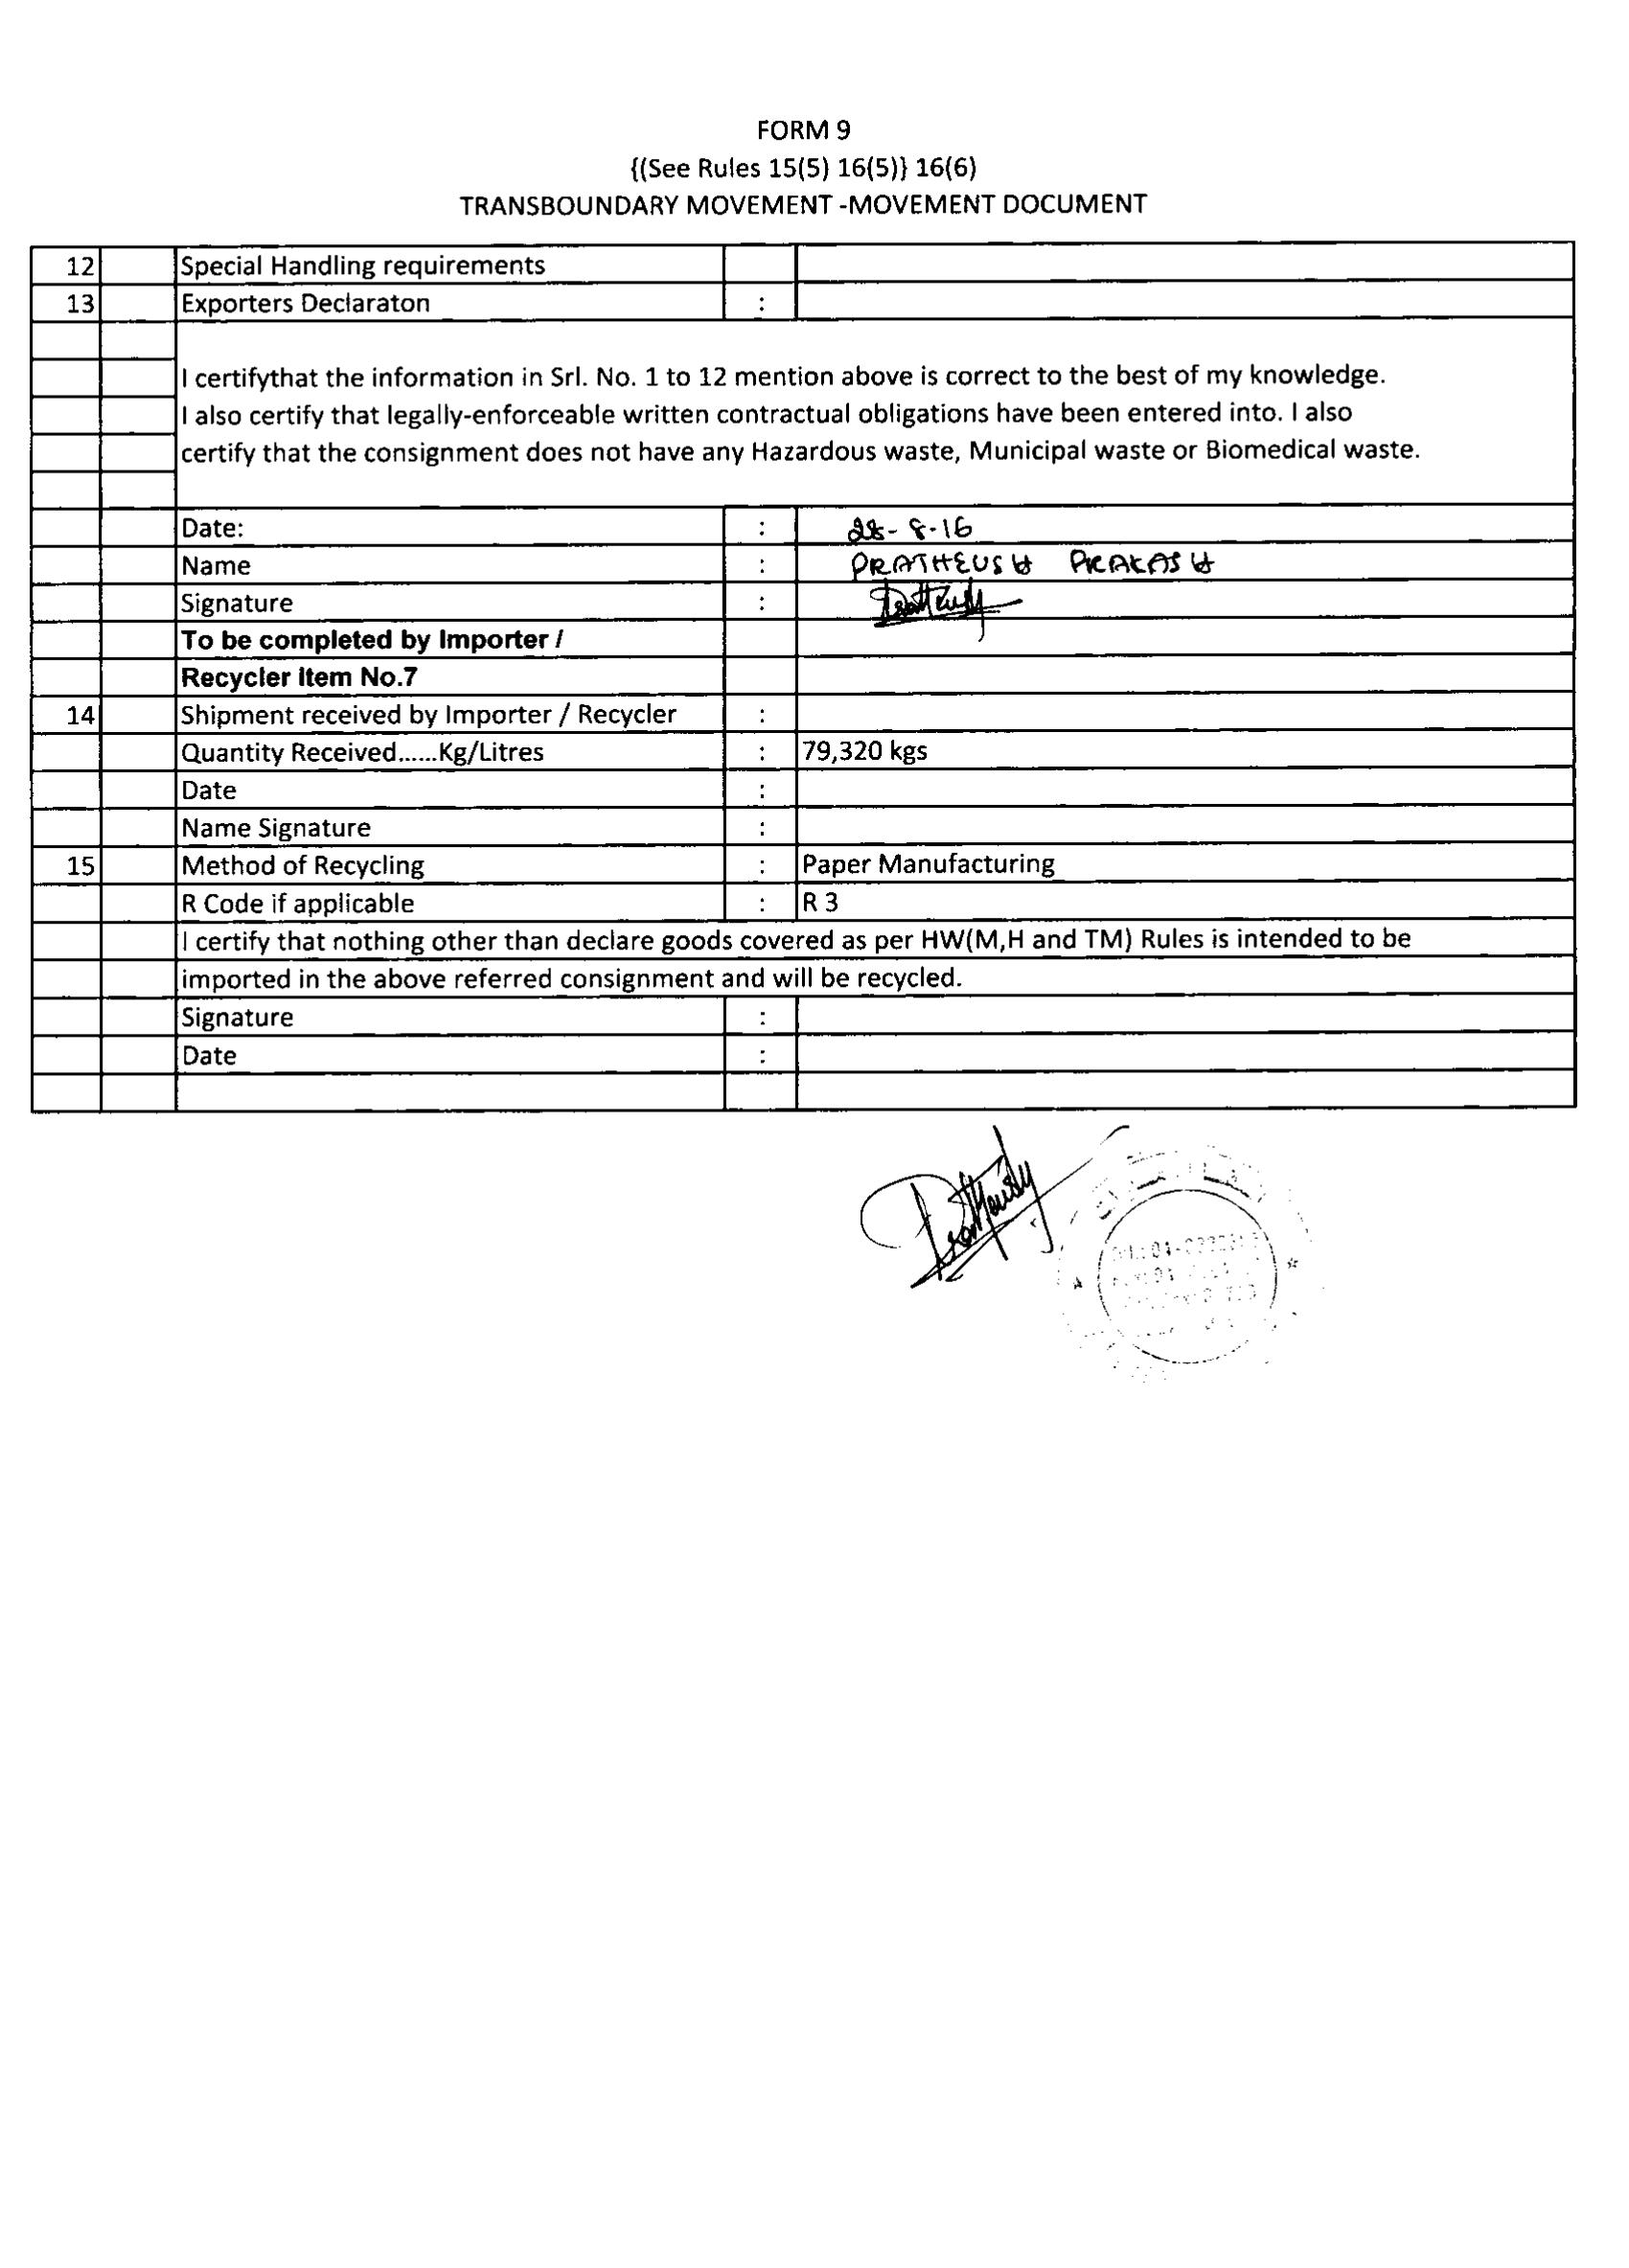 FORM 9
{(See Rules 15(5) 16(5)} 16(6)
TRANSBOUNDARY MOVEMENT -MOVEMENT DOCUMENT
12 Special Handling requirements
13 Exporters Declaraton :
I certifythat the information in Srl. No. 1 to 12 mention above is correct to the best of my knowledge.
I also certify that legally-enforceable written contractual obligations have been entered into. I also
certify that the consignment does not have any Hazardous waste, Municipal waste or Biomedical waste.
Date: : 28-8-16
Name : PRATHEUSH PRAKASH
Signature :
To be completed by Importer /
Recycler Item No.7
14 Shipment received by Importer / Recycler :
Quantity Received......Kg/Litres : 79,320 kgs
Date :
Name Signature :
15 Method of Recycling : Paper Manufacturing
R Code if applicable : R 3
I certify that nothing other than declare goods covered as per HW(M,H and TM) Rules is intended to be
imported in the above referred consignment and will be recycled.
Signature :
Date :